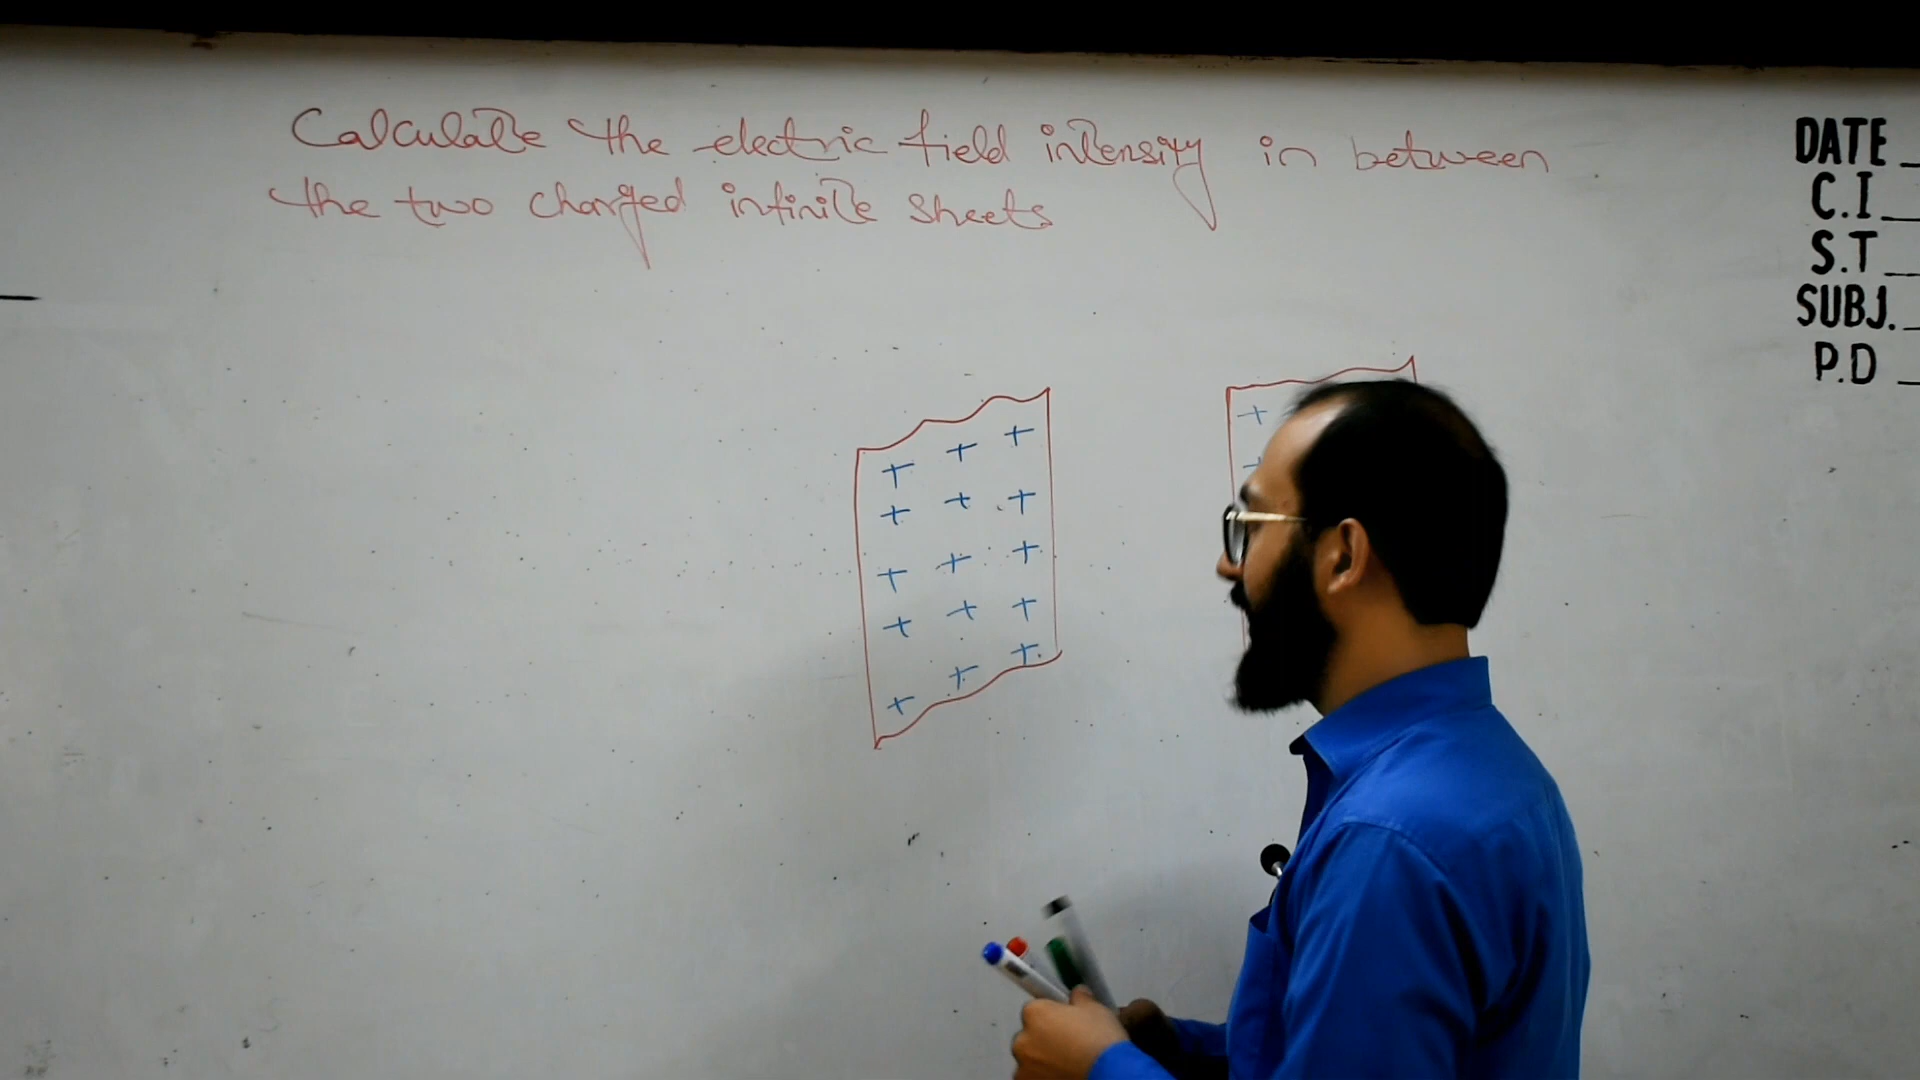 Calculate the electric field intensity in between
the two charged infinite sheets
DATE
C.I
S.T
SUBJ.
P.D
+ + +
+ + +
+ + +
+ + +
+ + +
+
+